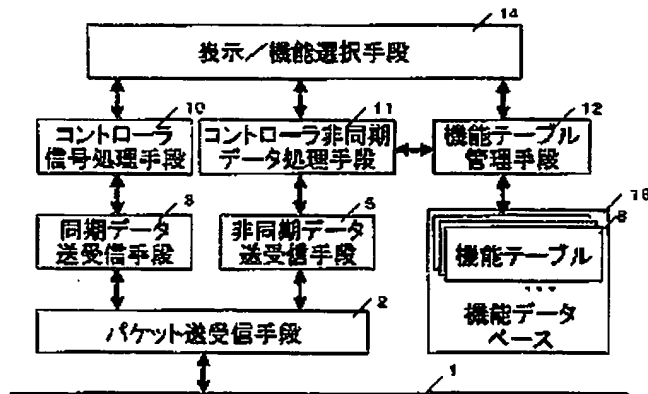 14
表示／機能選択手段
10
11
12
コントローラ
信号処理手段
コントローラ非同期
データ処理手段
機能テーブル
管理手段
3
5
同期データ
送受信手段
非同期データ
送受信手段
機能テーブル
機能データ
ベース
2
パケット送受信手段
1